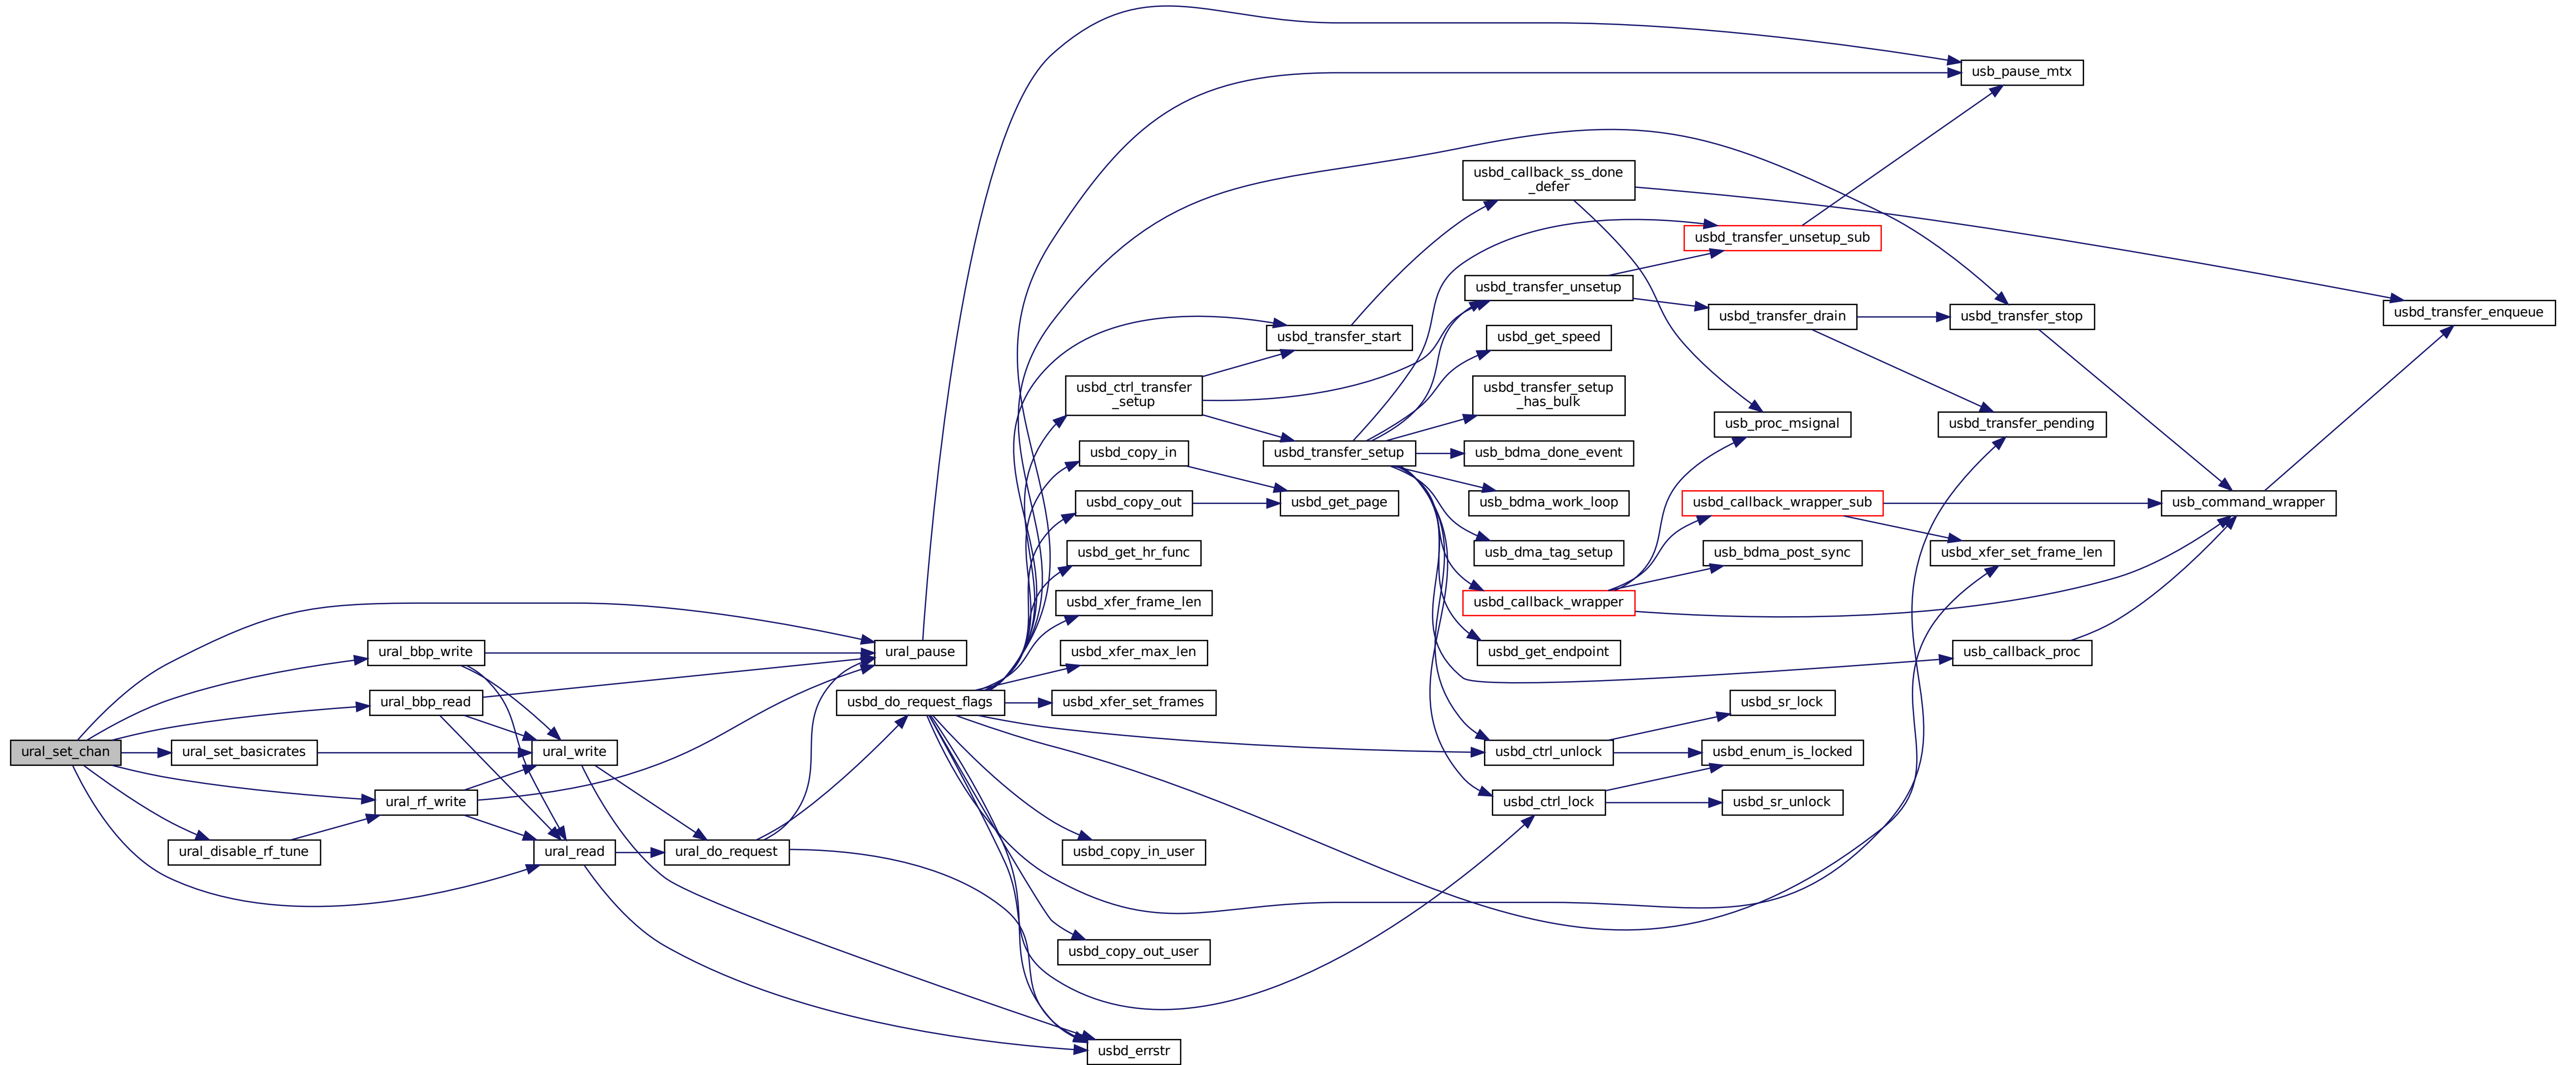 ural_set_chan
ural_bbp_write
ural_bbp_read
ural_set_basicrates
ural_rf_write
ural_disable_rf_tune
ural_write
ural_read
ural_do_request
ural_pause
usbd_do_request_flags
usbd_ctrl_transfer
_setup
usbd_copy_in
usbd_copy_out
usbd_get_hr_func
usbd_xfer_frame_len
usbd_xfer_max_len
usbd_xfer_set_frames
usbd_copy_in_user
usbd_copy_out_user
usbd_errstr
usbd_transfer_start
usbd_transfer_setup
usbd_get_page
usbd_callback_ss_done
_defer
usbd_transfer_unsetup
usbd_get_speed
usbd_transfer_setup
_has_bulk
usb_bdma_done_event
usb_bdma_work_loop
usb_dma_tag_setup
usbd_callback_wrapper
usbd_get_endpoint
usbd_ctrl_unlock
usbd_ctrl_lock
usbd_transfer_unsetup_sub
usbd_transfer_drain
usb_proc_msignal
usbd_callback_wrapper_sub
usb_bdma_post_sync
usbd_sr_lock
usbd_enum_is_locked
usbd_sr_unlock
usb_pause_mtx
usbd_transfer_stop
usbd_transfer_pending
usbd_xfer_set_frame_len
usb_callback_proc
usb_command_wrapper
usbd_transfer_enqueue